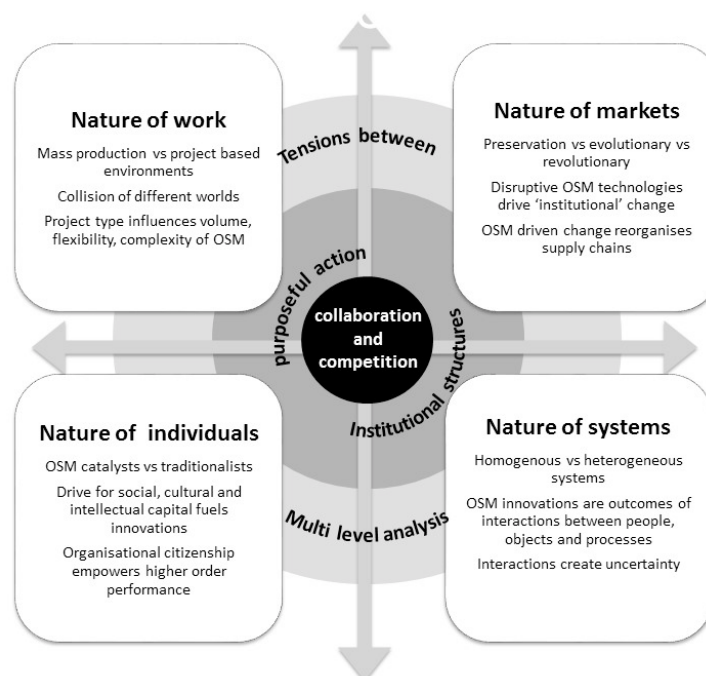 Nature of work
Mass production vs project based
environments
Collision of different worlds
Project type influences volume,
flexibility, complexity of OSM
Nature of markets
Preservation vs evolutionary vs
revolutionary
Disruptive OSM technologies
drive ‘institutional’ change
OSM driven change reorganises
supply chains
Tensions between
purposeful action
collaboration
and
competition
Institutional structures
Multi level analysis
Nature of individuals
OSM catalysts vs traditionalists
Drive for social, cultural and
intellectual capital fuels
innovations
Organisational citizenship
empowers higher order
performance
Nature of systems
Homogenous vs heterogeneous
systems
OSM innovations are outcomes of
interactions between people,
objects and processes
Interactions create uncertainty